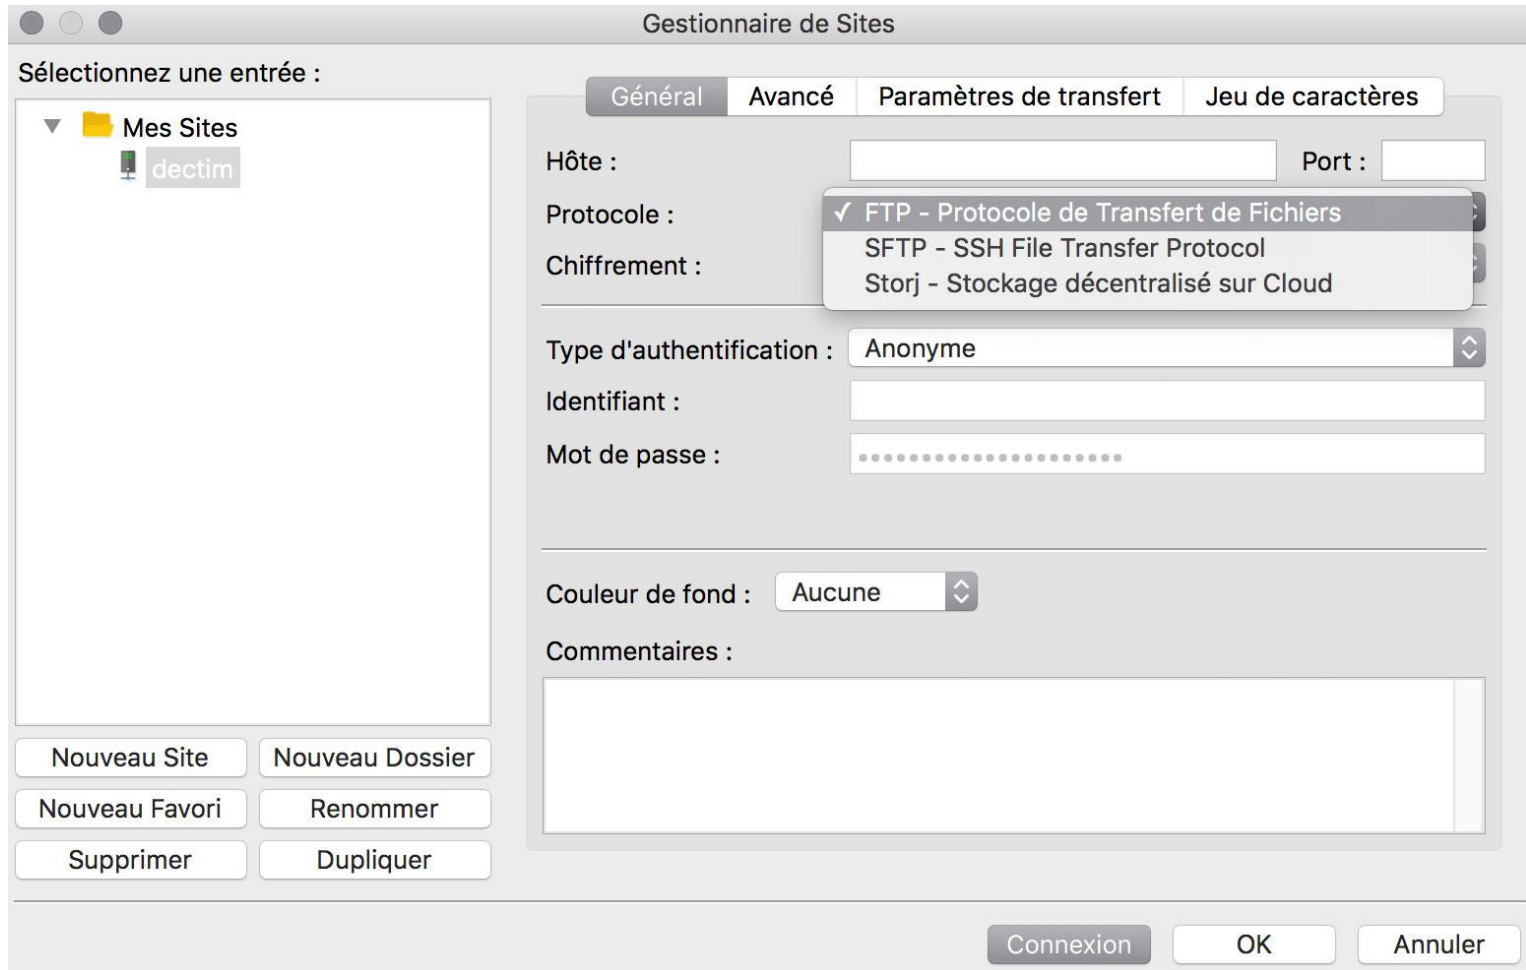 Gestionnaire de Sites
Sélectionnez une entrée :
Mes Sites
dectim
Nouveau Site
Nouveau Dossier
Nouveau Favori
Renommer
Supprimer
Dupliquer
Général
Avancé
Paramètres de transfert
Jeu de caractères
Hôte :
Port :
Protocole :
✓ FTP - Protocole de Transfert de Fichiers
SFTP - SSH File Transfer Protocol
Storj - Stockage décentralisé sur Cloud
Chiffrement :
Type d'authentification :
Anonyme
Identifiant :
Mot de passe :
•••••••••••••••••••••
Couleur de fond :
Aucune
Commentaires :
Connexion
OK
Annuler